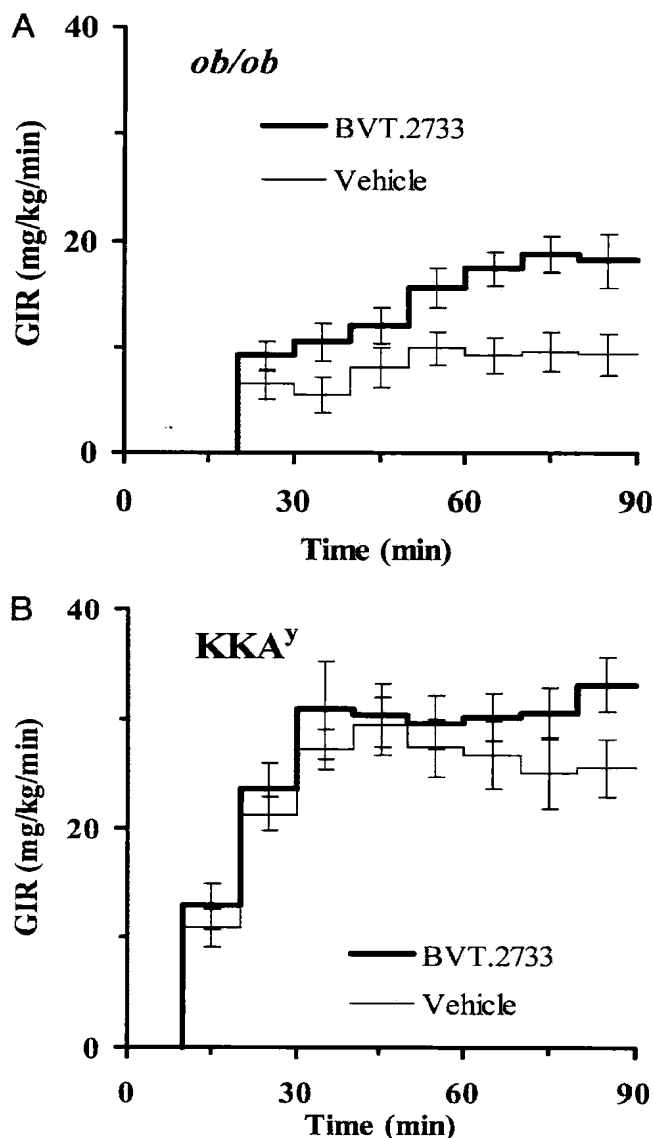 A
ob/ob
BVT.2733
Vehicle
GIR (mg/kg/min)
40
20
0
0 30 60 90
Time (min)
B
KKAʸ
GIR (mg/kg/min)
40
20
0
BVT.2733
Vehicle
0 30 60 90
Time (min)